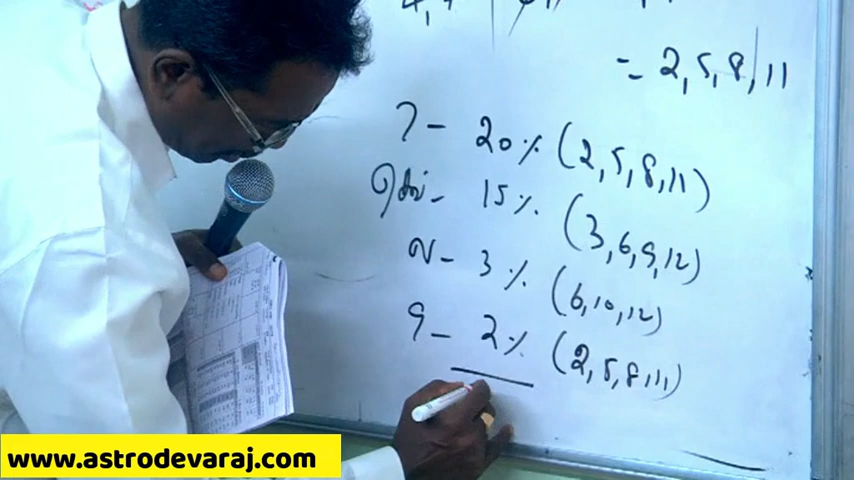 = 2,5,8,11
? - 20% (2,5,8,11)
செவ் - 15% (3,6,9,12)
- 3% (6,10,12)
- 2% (2,5,8,11)
www.astrodevaraj.com